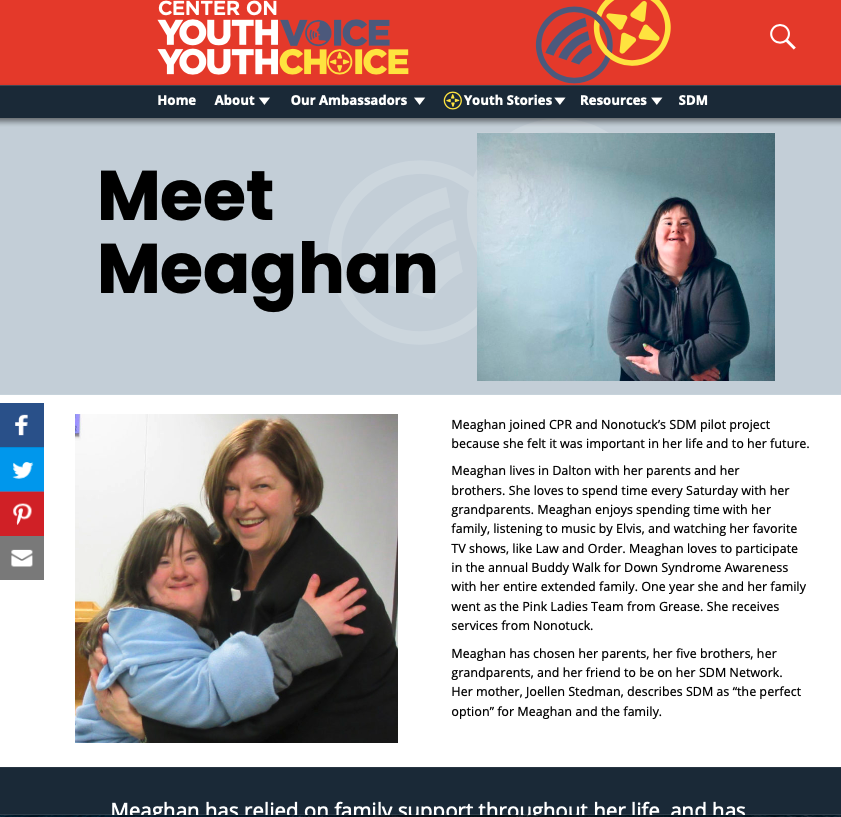 CENTER ON
YOUTHVOICE
YOUTHCHOICE
Home About Our Ambassadors Youth Stories Resources SDM
Meet
Meaghan
Meaghan joined CPR and Nonotuck’s SDM pilot project
because she felt it was important in her life and to her future.
Meaghan lives in Dalton with her parents and her
brothers. She loves to spend time every Saturday with her
grandparents. Meaghan enjoys spending time with her
family, listening to music by Elvis, and watching her favorite
TV shows, like Law and Order. Meaghan loves to participate
in the annual Buddy Walk for Down Syndrome Awareness
with her entire extended family. One year she and her family
went as the Pink Ladies Team from Grease. She receives
services from Nonotuck.
Meaghan has chosen her parents, her five brothers, her
grandparents, and her friend to be on her SDM Network.
Her mother, Joellen Stedman, describes SDM as “the perfect
option” for Meaghan and the family.
Meaghan has relied on family support throughout her life, and has